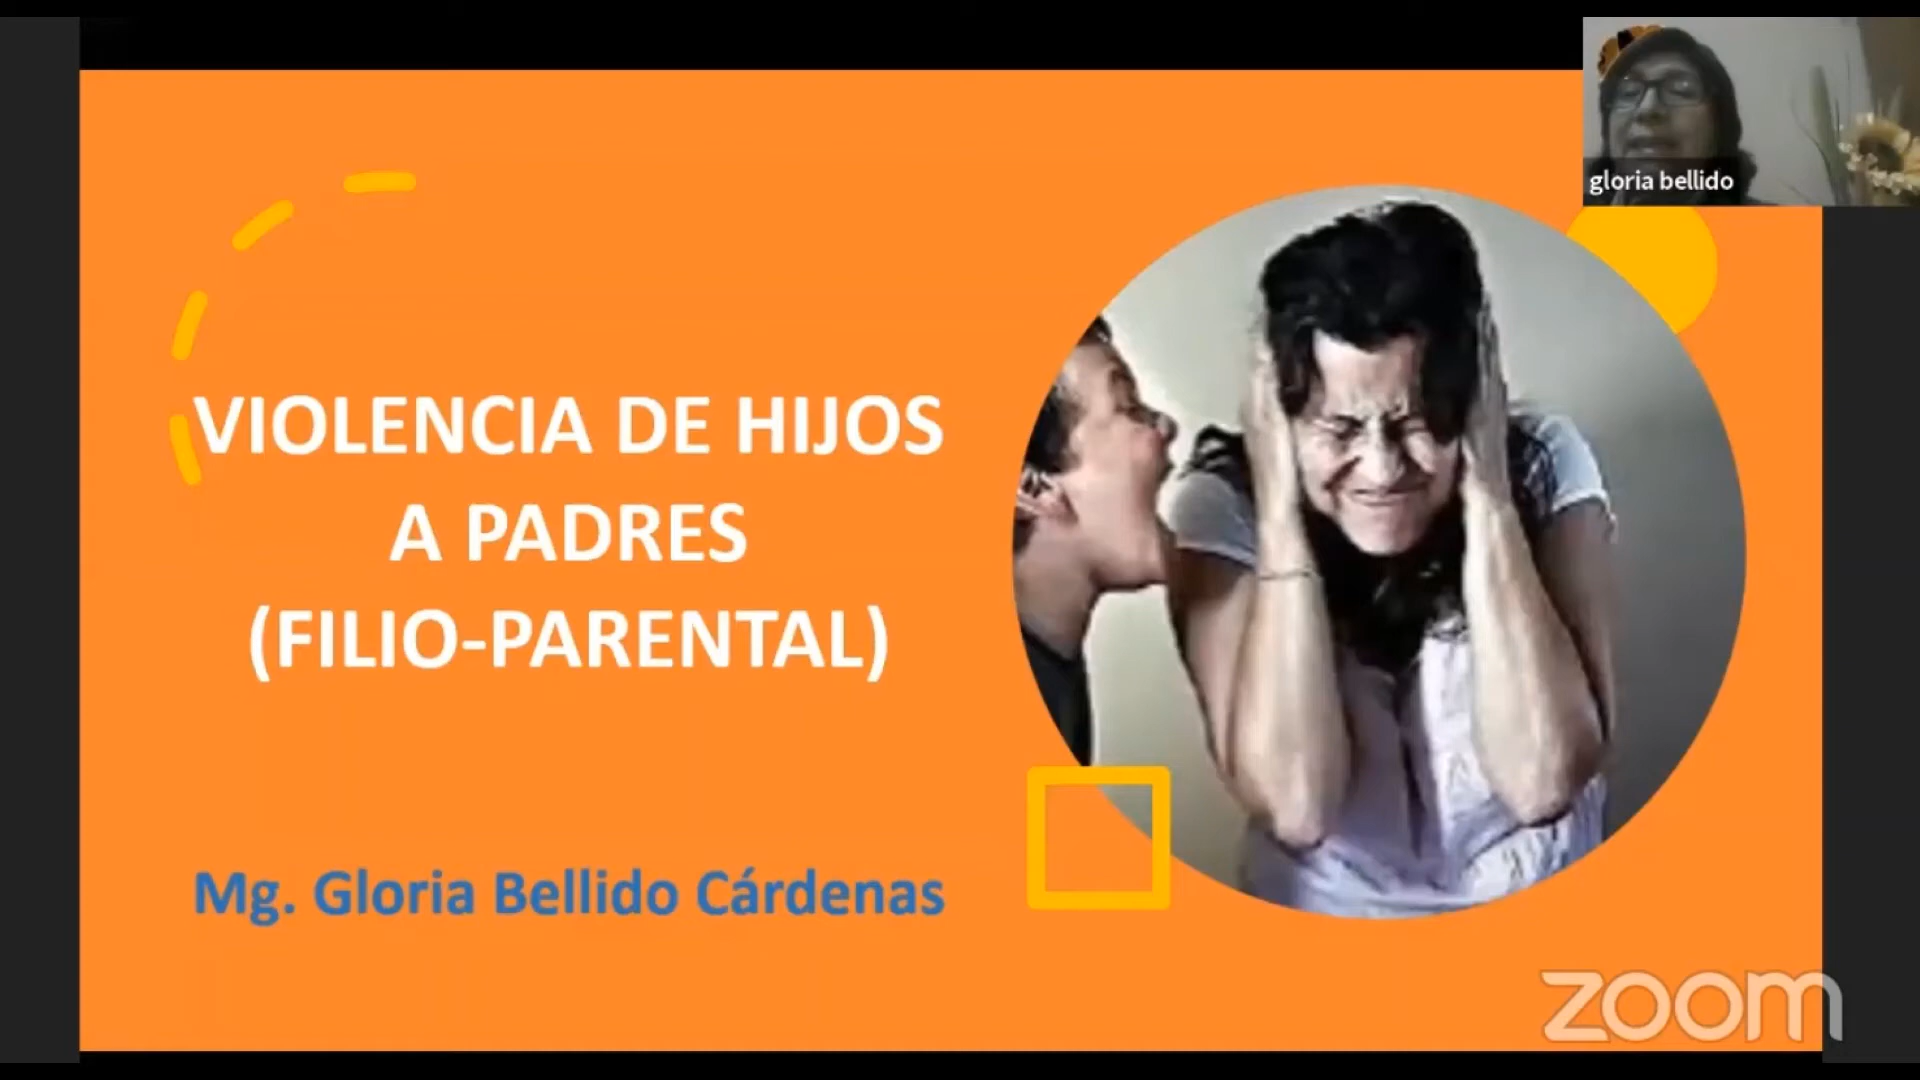 gloria bellido
VIOLENCIA DE HIJOS
A PADRES
(FILIO-PARENTAL)
Mg. Gloria Bellido Cárdenas
zoom